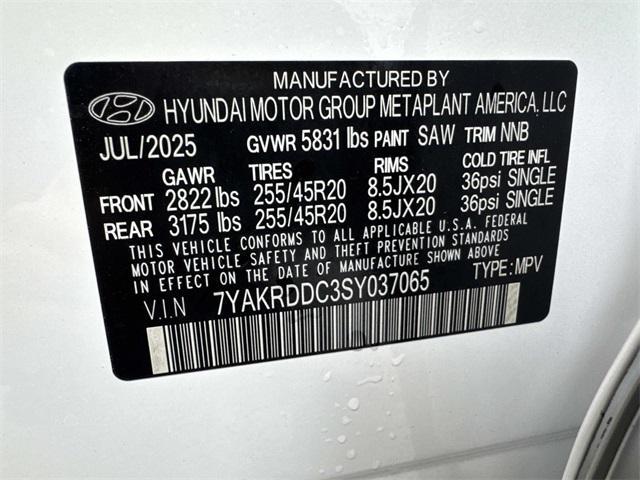 MANUFACTURED BY
HYUNDAI MOTOR GROUP METAPLANT AMERICA, LLC
JUL/2025 GVWR 5831 lbs PAINT SAW TRIM NNB
GAWR TIRES RIMS COLD TIRE INFL
FRONT 2822 lbs 255/45R20 8.5JX20 36psi SINGLE
REAR 3175 lbs 255/45R20 8.5JX20 36psi SINGLE
THIS VEHICLE CONFORMS TO ALL APPLICABLE U.S.A. FEDERAL
MOTOR VEHICLE SAFETY AND THEFT PREVENTION STANDARDS
IN EFFECT ON THE DATE OF MANUFACTURE SHOWN ABOVE.
V.I.N 7YAKRDDC3SY037065 TYPE: MPV